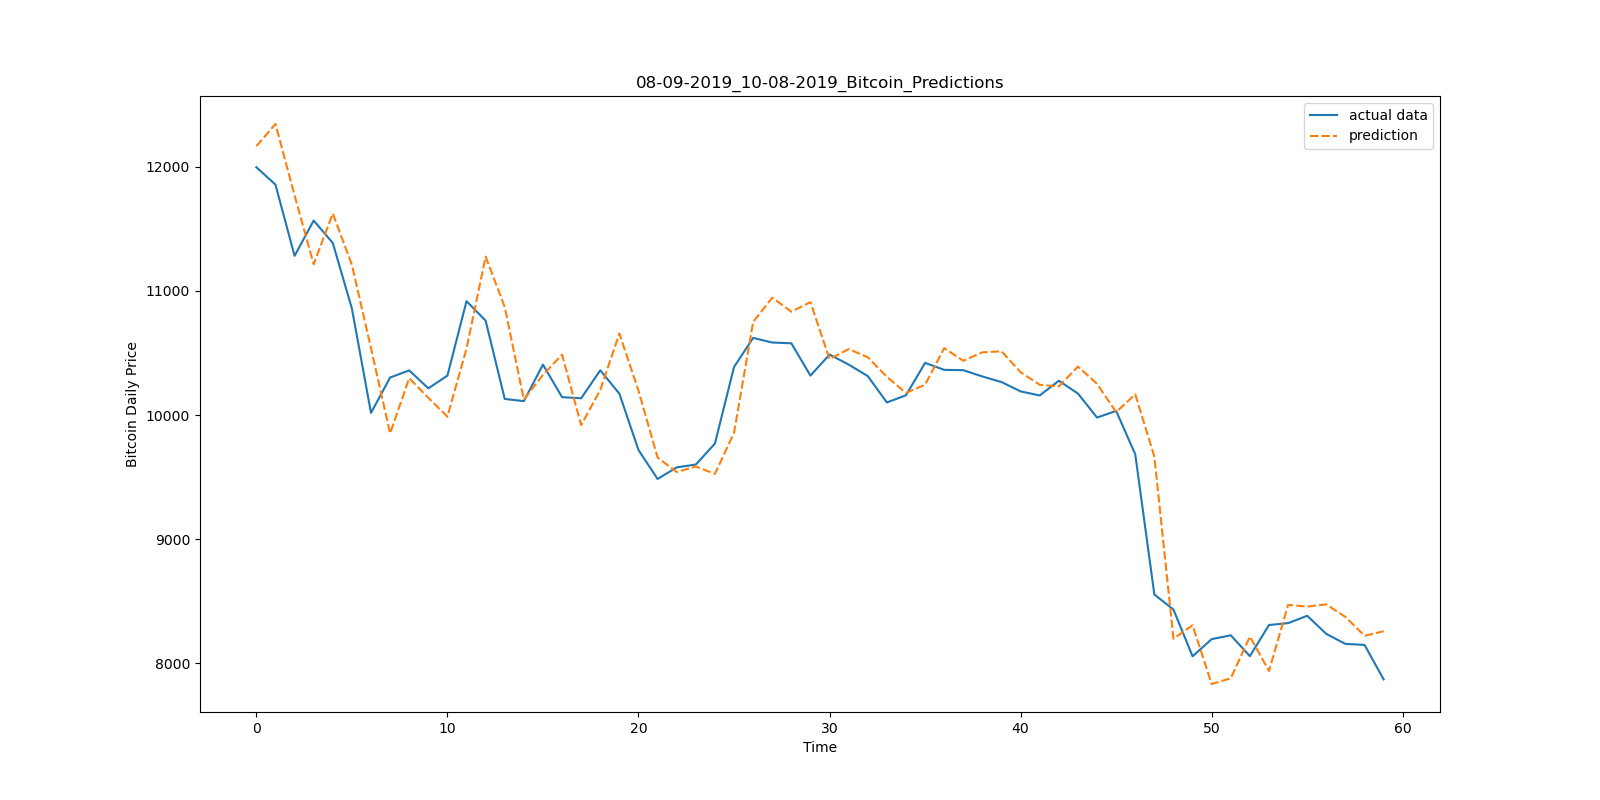 08-09-2019_10-08-2019_Bitcoin_Predictions
actual data
prediction
12000
11000
10000
9000
8000
Bitcoin Daily Price
0 10 20 30 40 50 60
Time